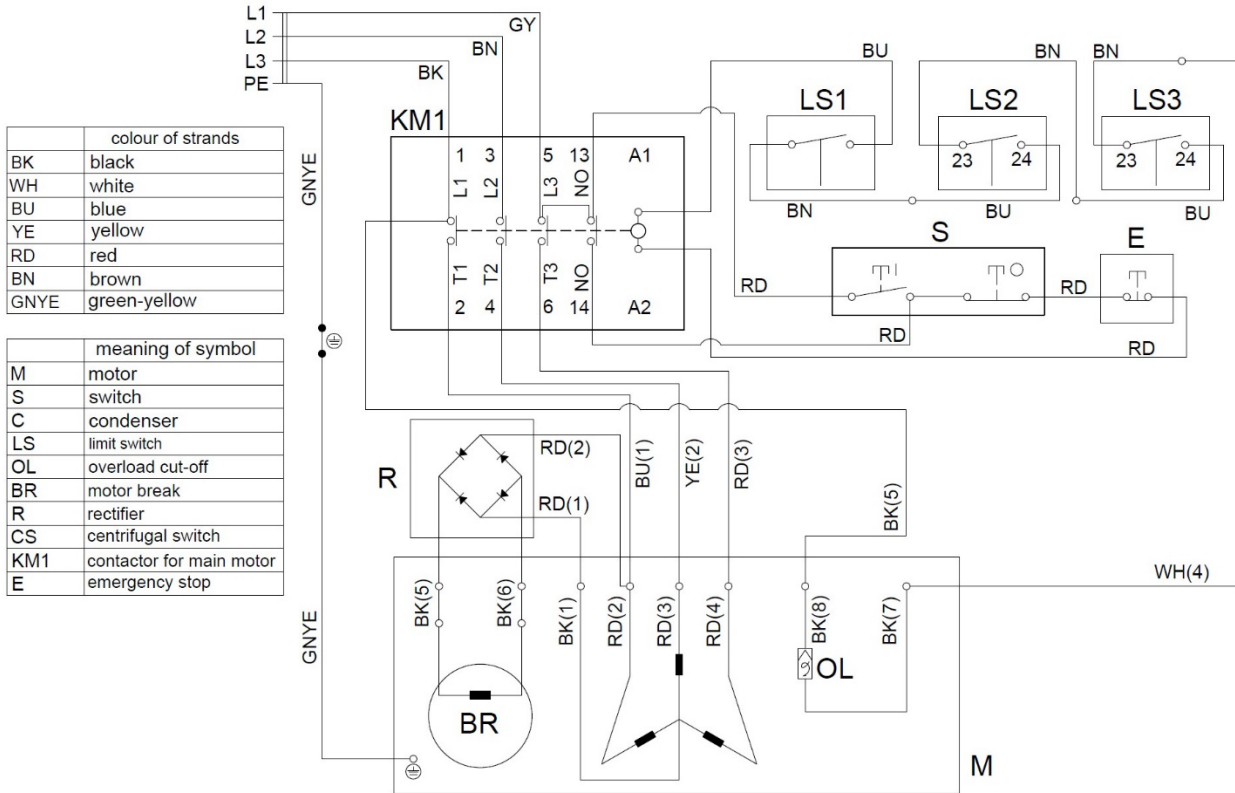 L1
L2
L3
PE
GY
BN
BK
GNYE
colour of strands
BK black
WH white
BU blue
YE yellow
RD red
BN brown
GNYE green-yellow
meaning of symbol
M motor
S switch
C condenser
LS limit switch
OL overload cut-off
BR motor break
R rectifier
CS centrifugal switch
KM1 contactor for main motor
E emergency stop
KM1
1 3 5 13 A1
L1 L2 L3 NO
T1 T2 T3 NO
2 4 6 14 A2
BU BN BN
LS1 LS2 LS3
23 24 23 24
BN BU BU
S E
I
RD RD
RD RD
R
RD(2)
RD(1)
BU(1) YE(2) RD(3) BK(5)
WH(4)
BK(5) BK(6) BK(1) RD(2) RD(3) RD(4) BK(8) BK(7)
GNYE
OL
BR
M